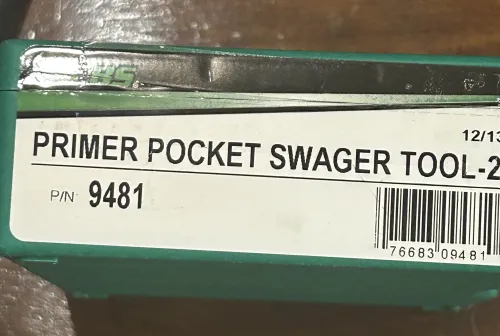 12/13
PRIMER POCKET SWAGER TOOL-2
P/N 9481
76683 09481